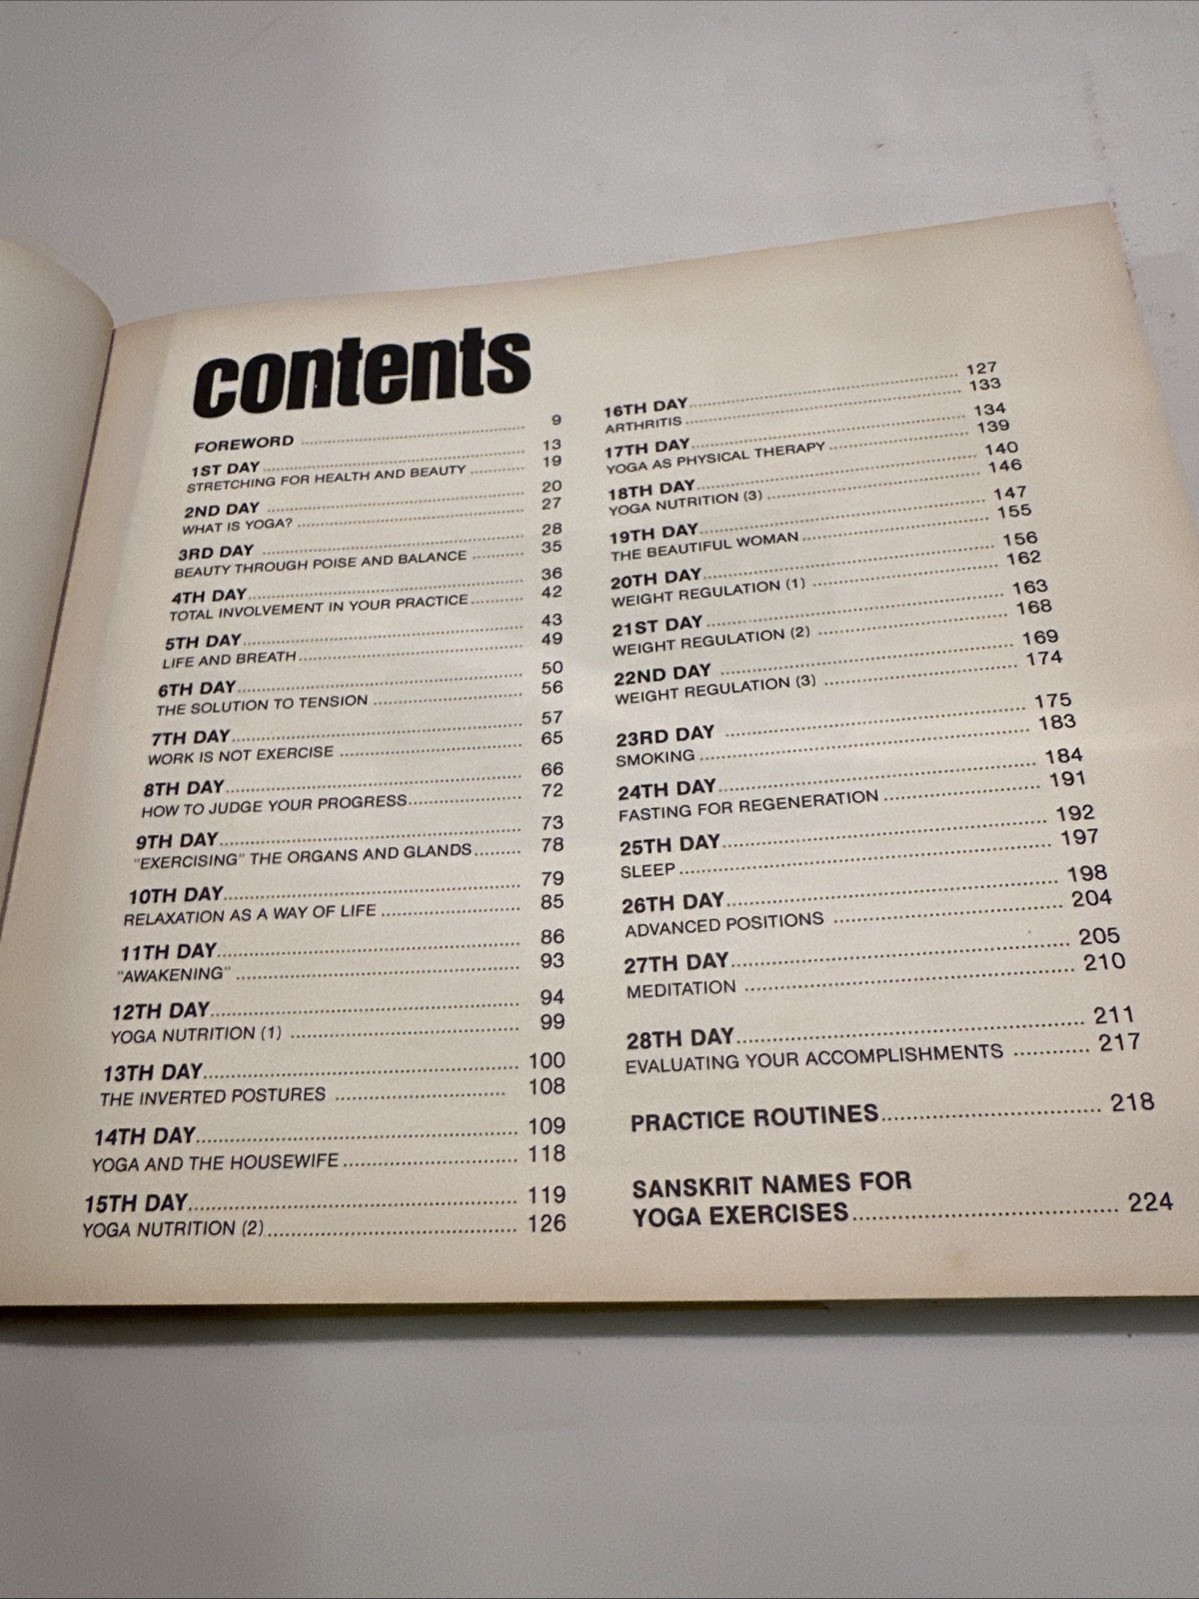 contents
FOREWORD ........ 9
1ST DAY ........ 13
STRETCHING FOR HEALTH AND BEAUTY ........ 19
2ND DAY ........ 20
WHAT IS YOGA? ........ 27
3RD DAY ........ 28
BEAUTY THROUGH POISE AND BALANCE ........ 35
4TH DAY ........ 36
TOTAL INVOLVEMENT IN YOUR PRACTICE ........ 42
5TH DAY ........ 43
LIFE AND BREATH ........ 49
6TH DAY ........ 50
THE SOLUTION TO TENSION ........ 56
7TH DAY ........ 57
WORK IS NOT EXERCISE ........ 65
8TH DAY ........ 66
HOW TO JUDGE YOUR PROGRESS ........ 72
9TH DAY ........ 73
"EXERCISING" THE ORGANS AND GLANDS ........ 78
10TH DAY ........ 79
RELAXATION AS A WAY OF LIFE ........ 85
11TH DAY ........ 86
"AWAKENING" ........ 93
12TH DAY ........ 94
YOGA NUTRITION (1) ........ 99
13TH DAY ........ 100
THE INVERTED POSTURES ........ 108
14TH DAY ........ 109
YOGA AND THE HOUSEWIFE ........ 118
15TH DAY ........ 119
YOGA NUTRITION (2) ........ 126
16TH DAY ........ 127
ARTHRITIS ........ 133
17TH DAY ........ 134
YOGA AS PHYSICAL THERAPY ........ 139
18TH DAY ........ 140
YOGA NUTRITION (3) ........ 146
19TH DAY ........ 147
THE BEAUTIFUL WOMAN ........ 155
20TH DAY ........ 156
WEIGHT REGULATION (1) ........ 162
21ST DAY ........ 163
WEIGHT REGULATION (2) ........ 168
22ND DAY ........ 169
WEIGHT REGULATION (3) ........ 174
23RD DAY ........ 175
SMOKING ........ 183
24TH DAY ........ 184
FASTING FOR REGENERATION ........ 191
25TH DAY ........ 192
SLEEP ........ 197
26TH DAY ........ 198
ADVANCED POSITIONS ........ 204
27TH DAY ........ 205
MEDITATION ........ 210
28TH DAY ........ 211
EVALUATING YOUR ACCOMPLISHMENTS ........ 217
PRACTICE ROUTINES ........ 218
SANSKRIT NAMES FOR
YOGA EXERCISES ........ 224